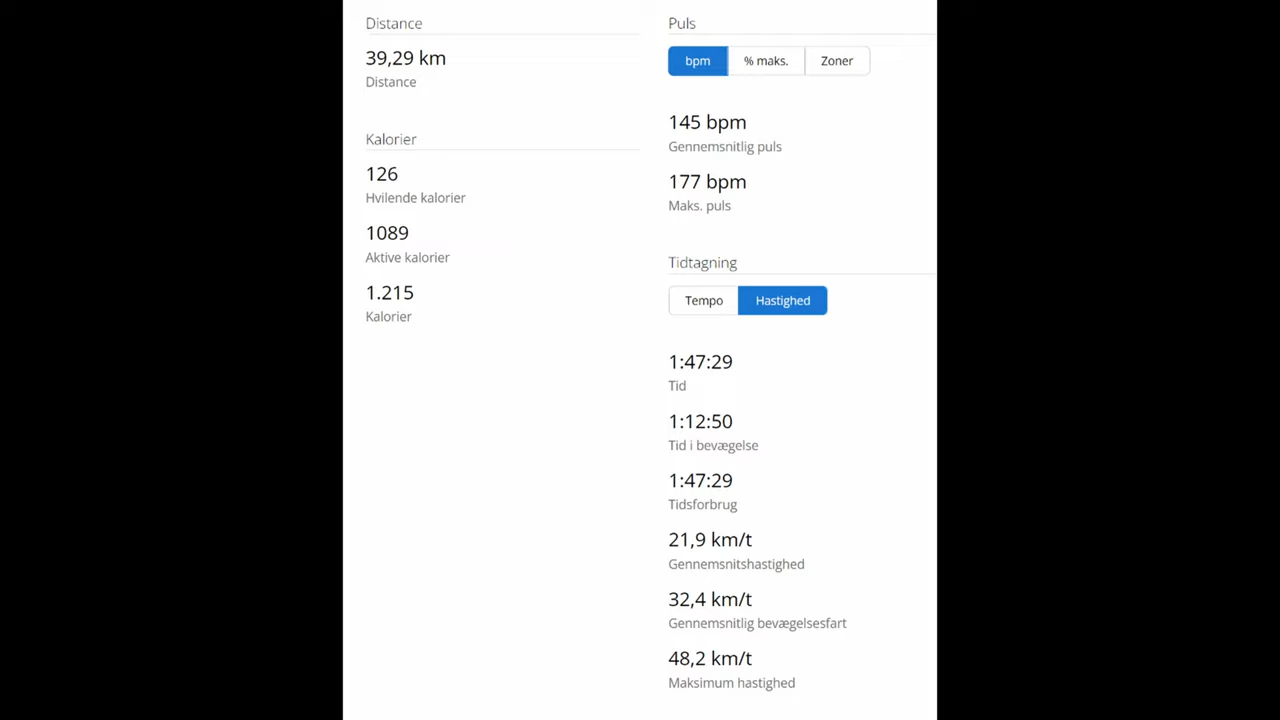 Distance
39,29 km
Distance
Kalorier
126
Hvilende kalorier
1089
Aktive kalorier
1.215
Kalorier
Puls
bpm % maks. Zoner
145 bpm
Gennemsnitlig puls
177 bpm
Maks. puls
Tidtagning
Tempo Hastighed
1:47:29
Tid
1:12:50
Tid i bevægelse
1:47:29
Tidsforbrug
21,9 km/t
Gennemsnitshastighed
32,4 km/t
Gennemsnitlig bevægelsesfart
48,2 km/t
Maksimum hastighed